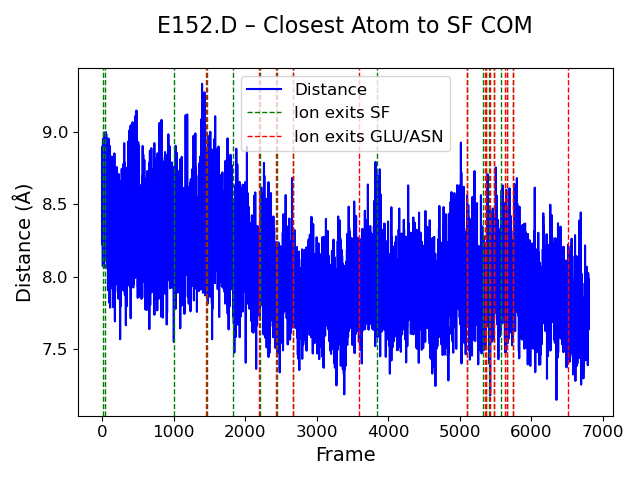 E152.D – Closest Atom to SF COM
Distance
Ion exits SF
Ion exits GLU/ASN
9.0
8.5
8.0
7.5
Distance (Å)
0
1000
2000
3000
4000
5000
6000
7000
Frame